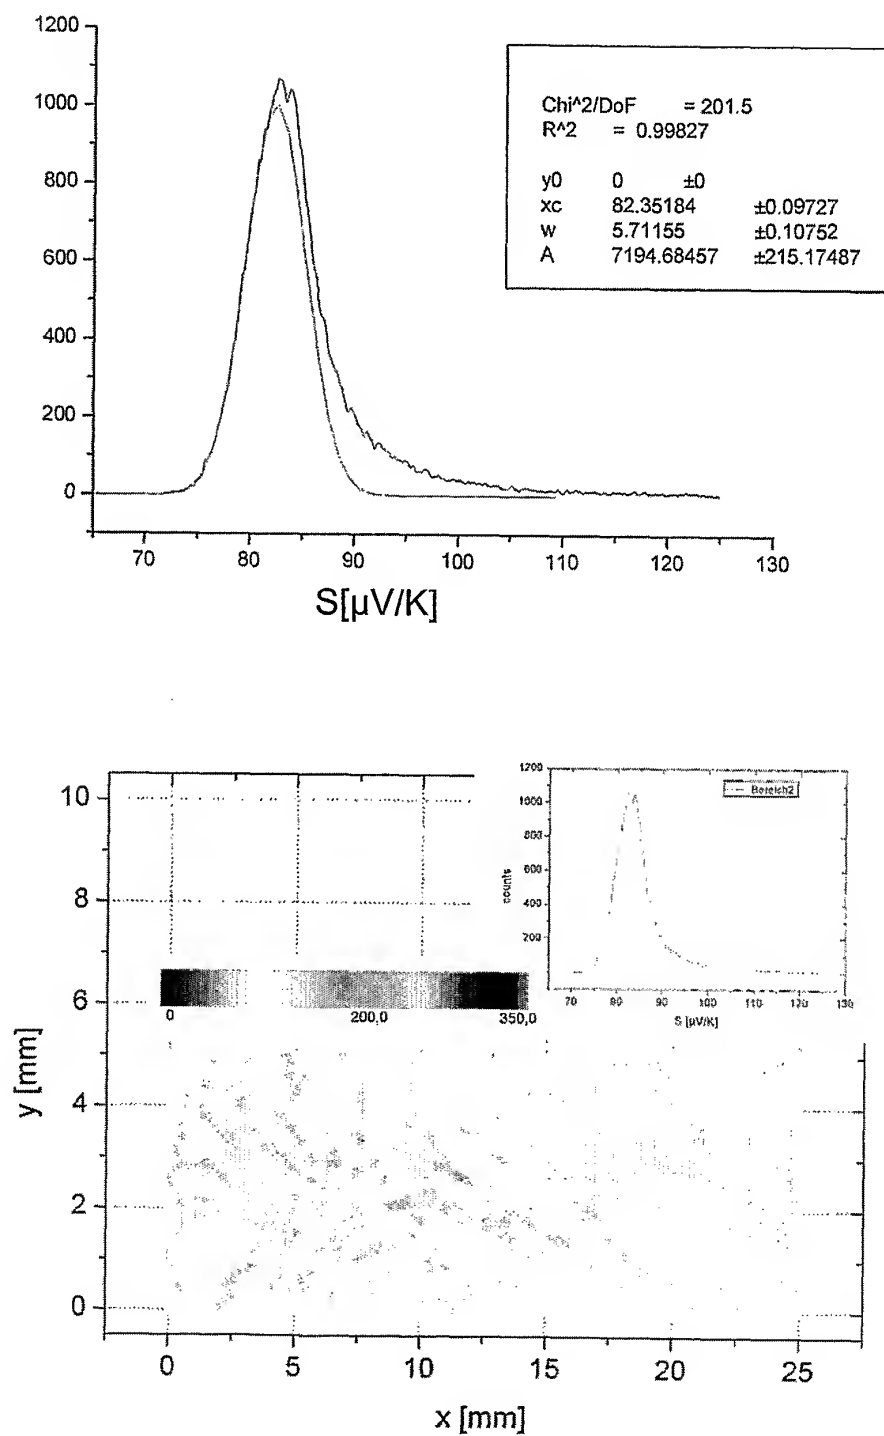 1200
1000
800
600
400
200
0
70 80 90 100 110 120 130
S[µV/K]
Chi^2/DoF = 201.5
R^2 = 0.99827
y0 0 ±0
xc 82.35184 ±0.09727
w 5.71155 ±0.10752
A 7194.68457 ±215.17487
10
8
6
4
2
0
y [mm]
0 5 10 15 20 25
x [mm]
0 200,0 350,0
1200
1000
800
600
400
200
counts
Bereich2
70 80 90 100 110 120 130
S [µV/K]